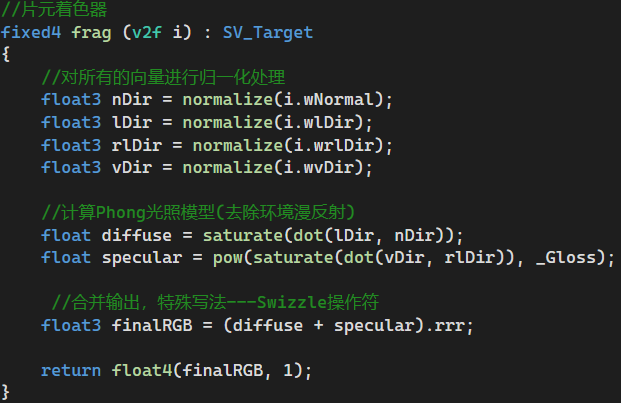 //片元着色器
fixed4 frag (v2f i) : SV_Target
{
    //对所有的向量进行归一化处理
    float3 nDir = normalize(i.wNormal);
    float3 lDir = normalize(i.wlDir);
    float3 rlDir = normalize(i.wrlDir);
    float3 vDir = normalize(i.wvDir);

    //计算Phong光照模型(去除环境漫反射)
    float diffuse = saturate(dot(lDir, nDir));
    float specular = pow(saturate(dot(vDir, rlDir)), _Gloss);

     //合并输出，特殊写法---Swizzle操作符
    float3 finalRGB = (diffuse + specular).rrr;

    return float4(finalRGB, 1);
}